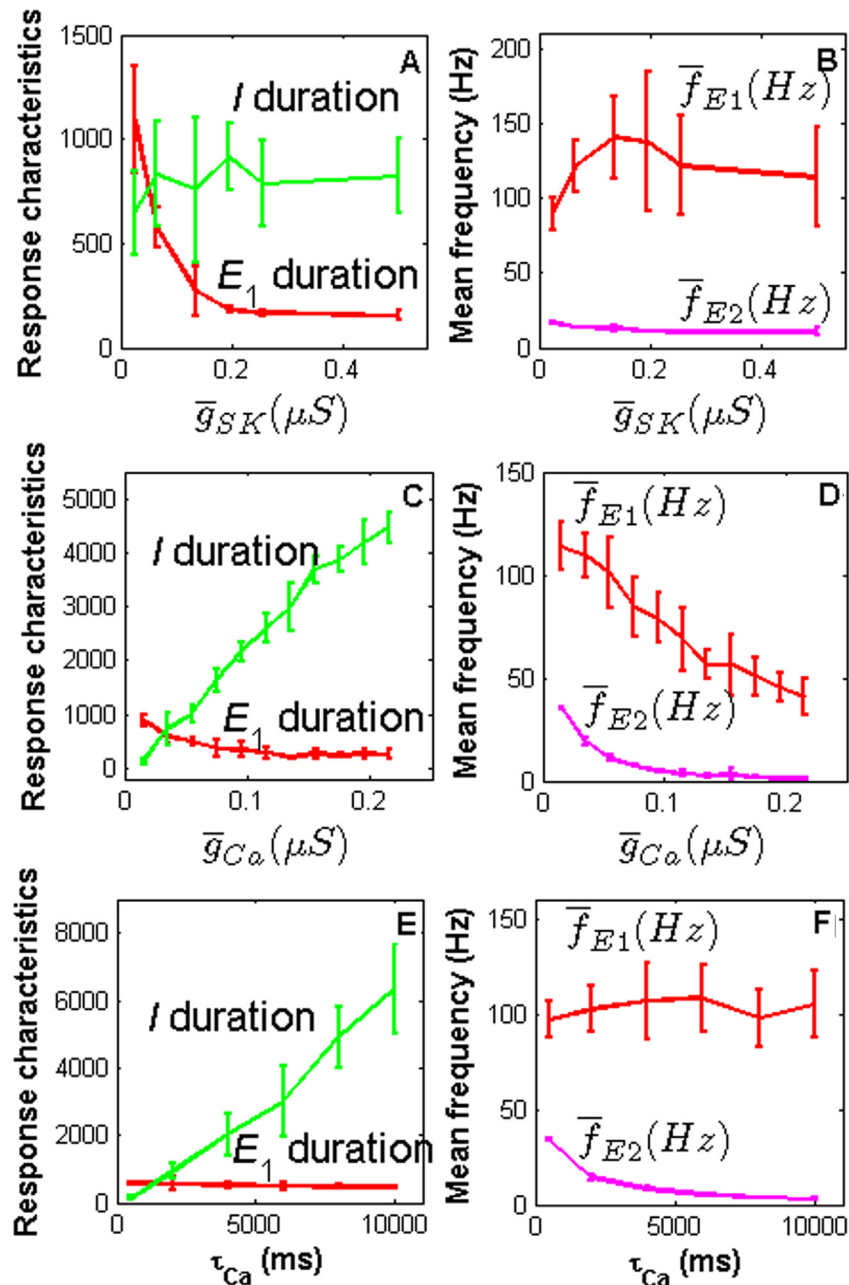 Response characteristics
1500
1000
500
0
A
I duration
E1 duration
0
0.2
0.4
g̅SK(μS)
Mean frequency (Hz)
200
150
100
50
0
B
f̅E1(Hz)
f̅E2(Hz)
0
0.2
0.4
g̅SK(μS)
Response characteristics
5000
4000
3000
2000
1000
0
C
I duration
E1 duration
0
0.1
0.2
g̅Ca(μS)
Mean frequency (Hz)
150
100
50
0
D
f̅E1(Hz)
f̅E2(Hz)
0
0.1
0.2
g̅Ca(μS)
Response characteristics
8000
6000
4000
2000
0
E
I duration
E1 duration
0
5000
10000
τCa (ms)
Mean frequency (Hz)
150
100
50
0
F
f̅E1(Hz)
f̅E2(Hz)
0
5000
10000
τCa (ms)